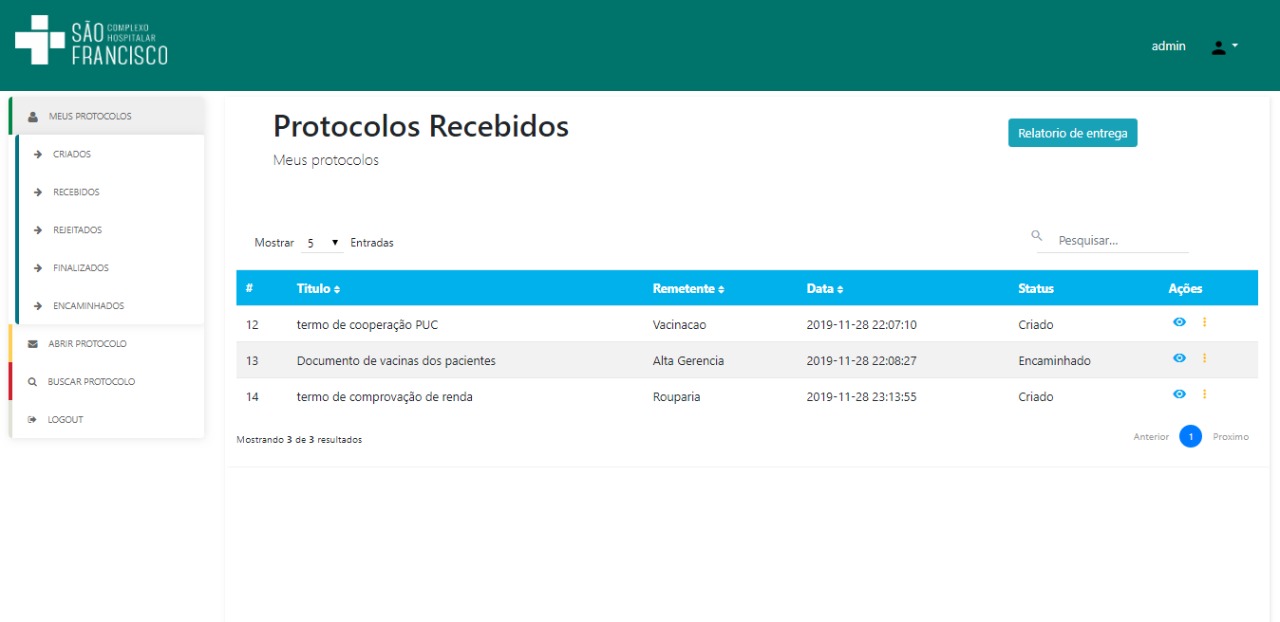 SÃO COMPLEXO HOSPITALAR
FRANCISCO
admin
MEUS PROTOCOLOS
CRIADOS
RECEBIDOS
REJEITADOS
FINALIZADOS
ENCAMINHADOS
ABRIR PROTOCOLO
BUSCAR PROTOCOLO
LOGOUT
Protocolos Recebidos
Meus protocolos
Relatorio de entrega
Mostrar 5 Entradas
Pesquisar...
# Título Remetente Data Status Ações
12 termo de cooperação PUC Vacinacao 2019-11-28 22:07:10 Criado
13 Documento de vacinas dos pacientes Alta Gerencia 2019-11-28 22:08:27 Encaminhado
14 termo de comprovação de renda Rouparia 2019-11-28 23:13:55 Criado
Mostrando 3 de 3 resultados
Anterior 1 Proximo